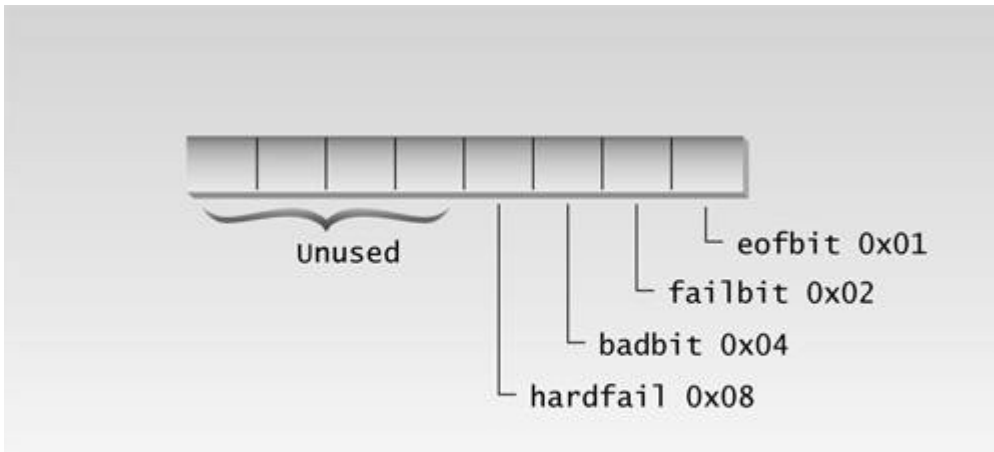 Unused
eofbit 0x01
failbit 0x02
badbit 0x04
hardfail 0x08